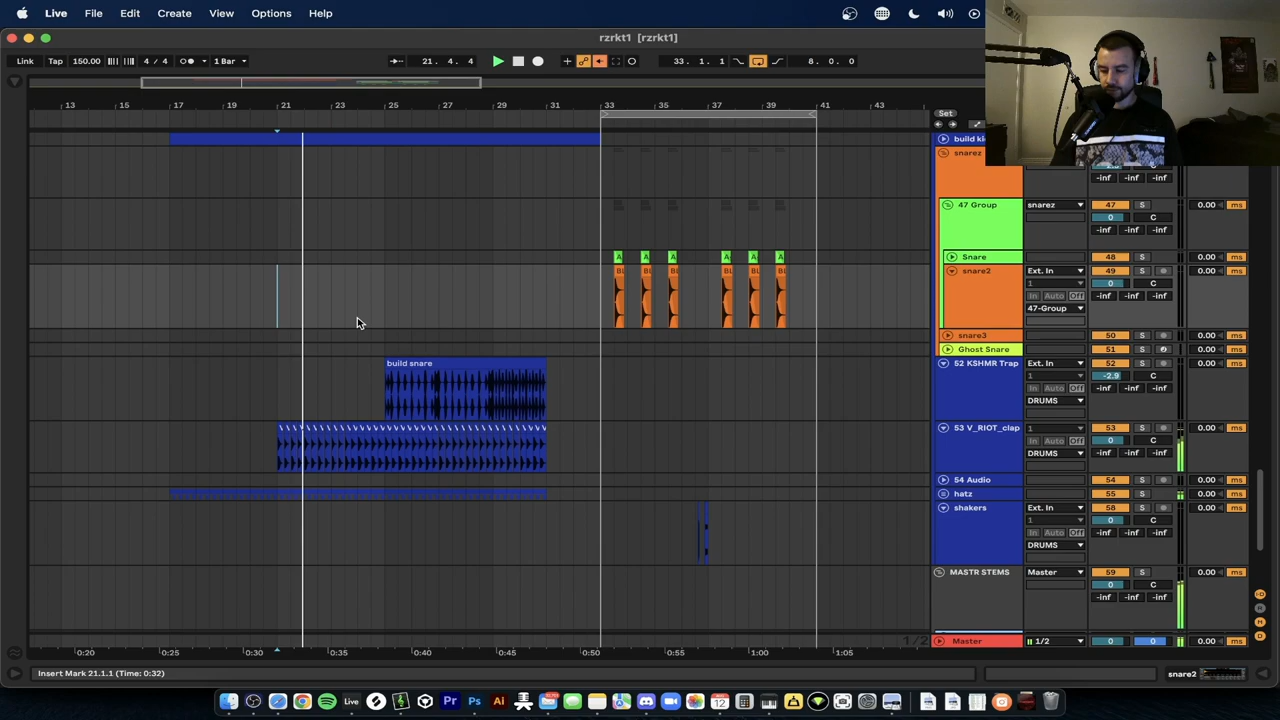 Live File Edit Create View Options Help
rzrkt1 [rzrkt1]
Link Tap 150.00 4 / 4 1 Bar 21. 4. 4 33. 1. 1 8. 0. 0
13 15 17 19 21 23 25 27 29 31 33 35 37 39 41 43
Set
build ki
snarez
-inf -inf -inf
47 Group snarez 47 S 0.00 ms
0 C
-inf -inf -inf
Snare 48 S 0.00 ms
snare2 Ext. In 49 S 0.00 ms
1 0 C
In Auto Off -inf -inf -inf
47-Group
snare3 50 S 0.00 ms
Ghost Snare 51 S 0.00 ms
build snare
52 KSHMR Trap Ext. In 52 S 0.00 ms
1 -2.9 C
In Auto Off -inf -inf -inf
DRUMS
53 V_RIOT_clap 1 53 S 0.00 ms
In Auto Off 0 C
DRUMS -inf -inf -inf
54 Audio 54 S 0.00 ms
hatz 55 S 0.00 ms
shakers Ext. In 58 S 0.00 ms
1 0 C
In Auto Off -inf -inf -inf
DRUMS
MASTR STEMS Master 59 S 0.00 ms
0 C
-inf -inf -inf
1/2
Master 1/2 0 0 0.00 ms
0:20 0:25 0:30 0:35 0:40 0:45 0:50 0:55 1:00 1:05
Insert Mark 21.1.1 (Time: 0:32)
snare2